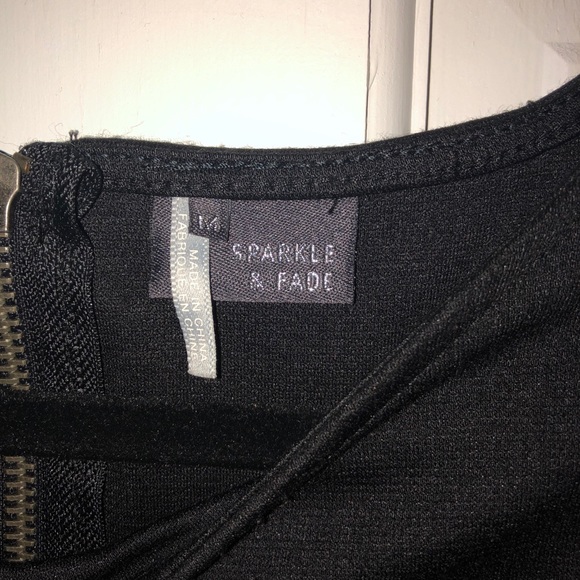 M
SPARKLE
& FADE
MADE IN CHINA
FABRIQUÉ EN CHINE